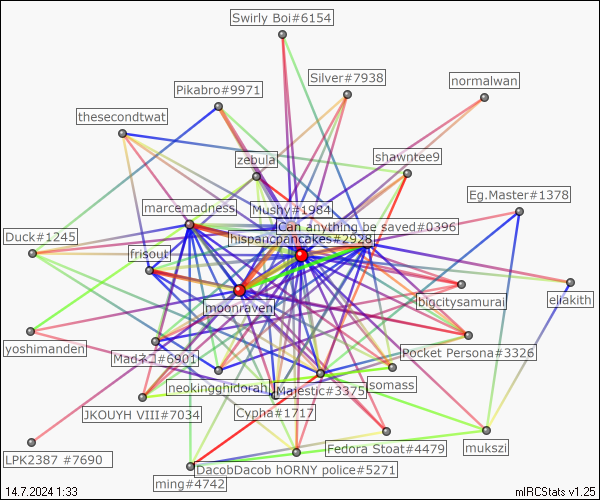 Swirly Boi#6154
Silver#7938
normalwan
Pikabro#9971
thesecondtwat
zebula
shawntee9
Eg.Master#1378
marcemadness
Mushy#1984
Can anything be saved#0396
Duck#1245
hispanicpancakes#2928
frisout
eliakith
bigcitysamurai
moonraven
yoshimanden
Madネコ#6901
Pocket Persona#3326
neokingghidorah
Majestic#3375
somass
JKOUYH VIII#7034
Cypha#1717
Fedora Stoat#4479
mukszi
LPK2387 #7690
DacobDacob hORNY police#5271
ming#4742
14.7.2024 1:33
mIRCStats v1.25